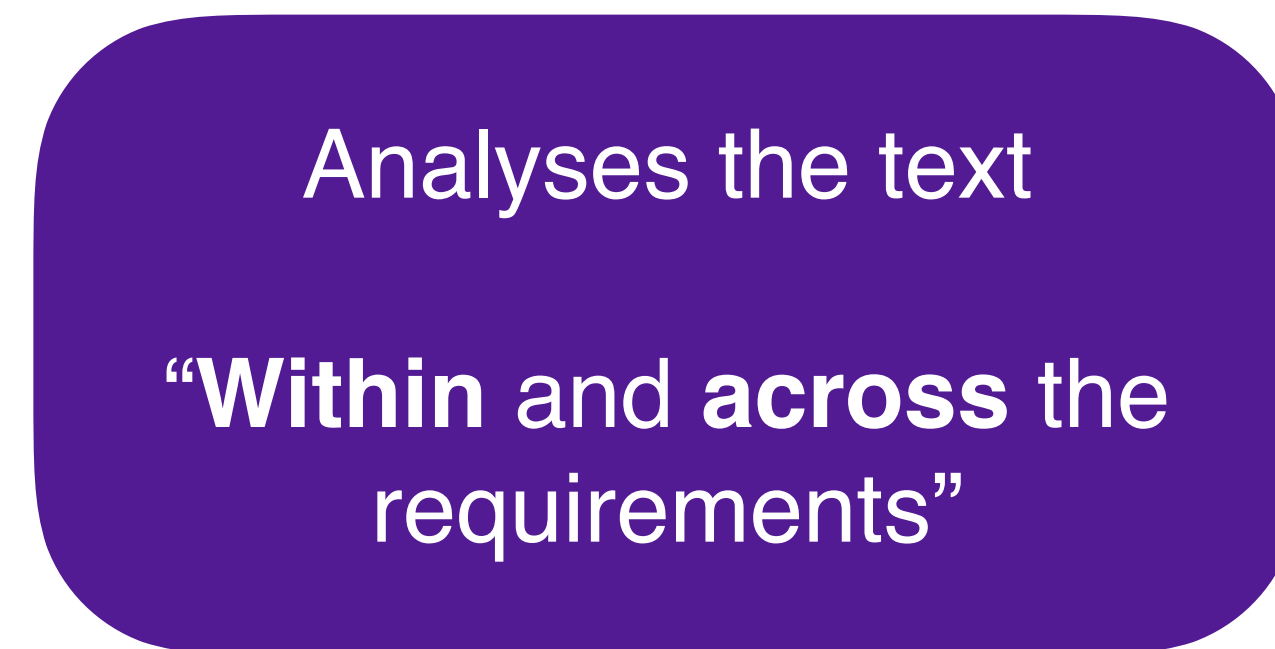 Analyses the text
“Within and across the
requirements”